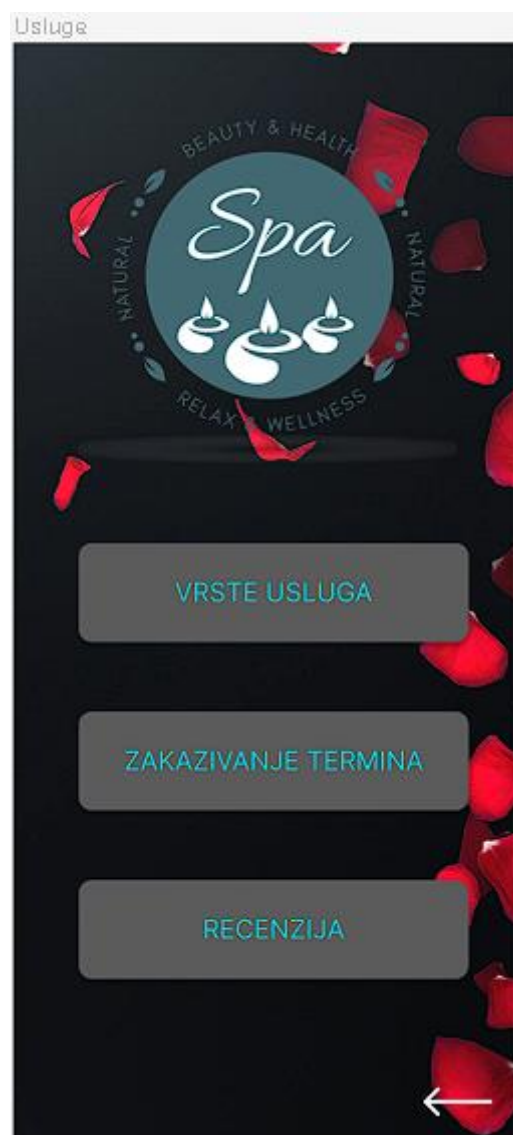 Usluge
BEAUTY & HEALTH
NATURAL
Spa
NATURAL
RELAX & WELLNESS
VRSTE USLUGA
ZAKAZIVANJE TERMINA
RECENZIJA